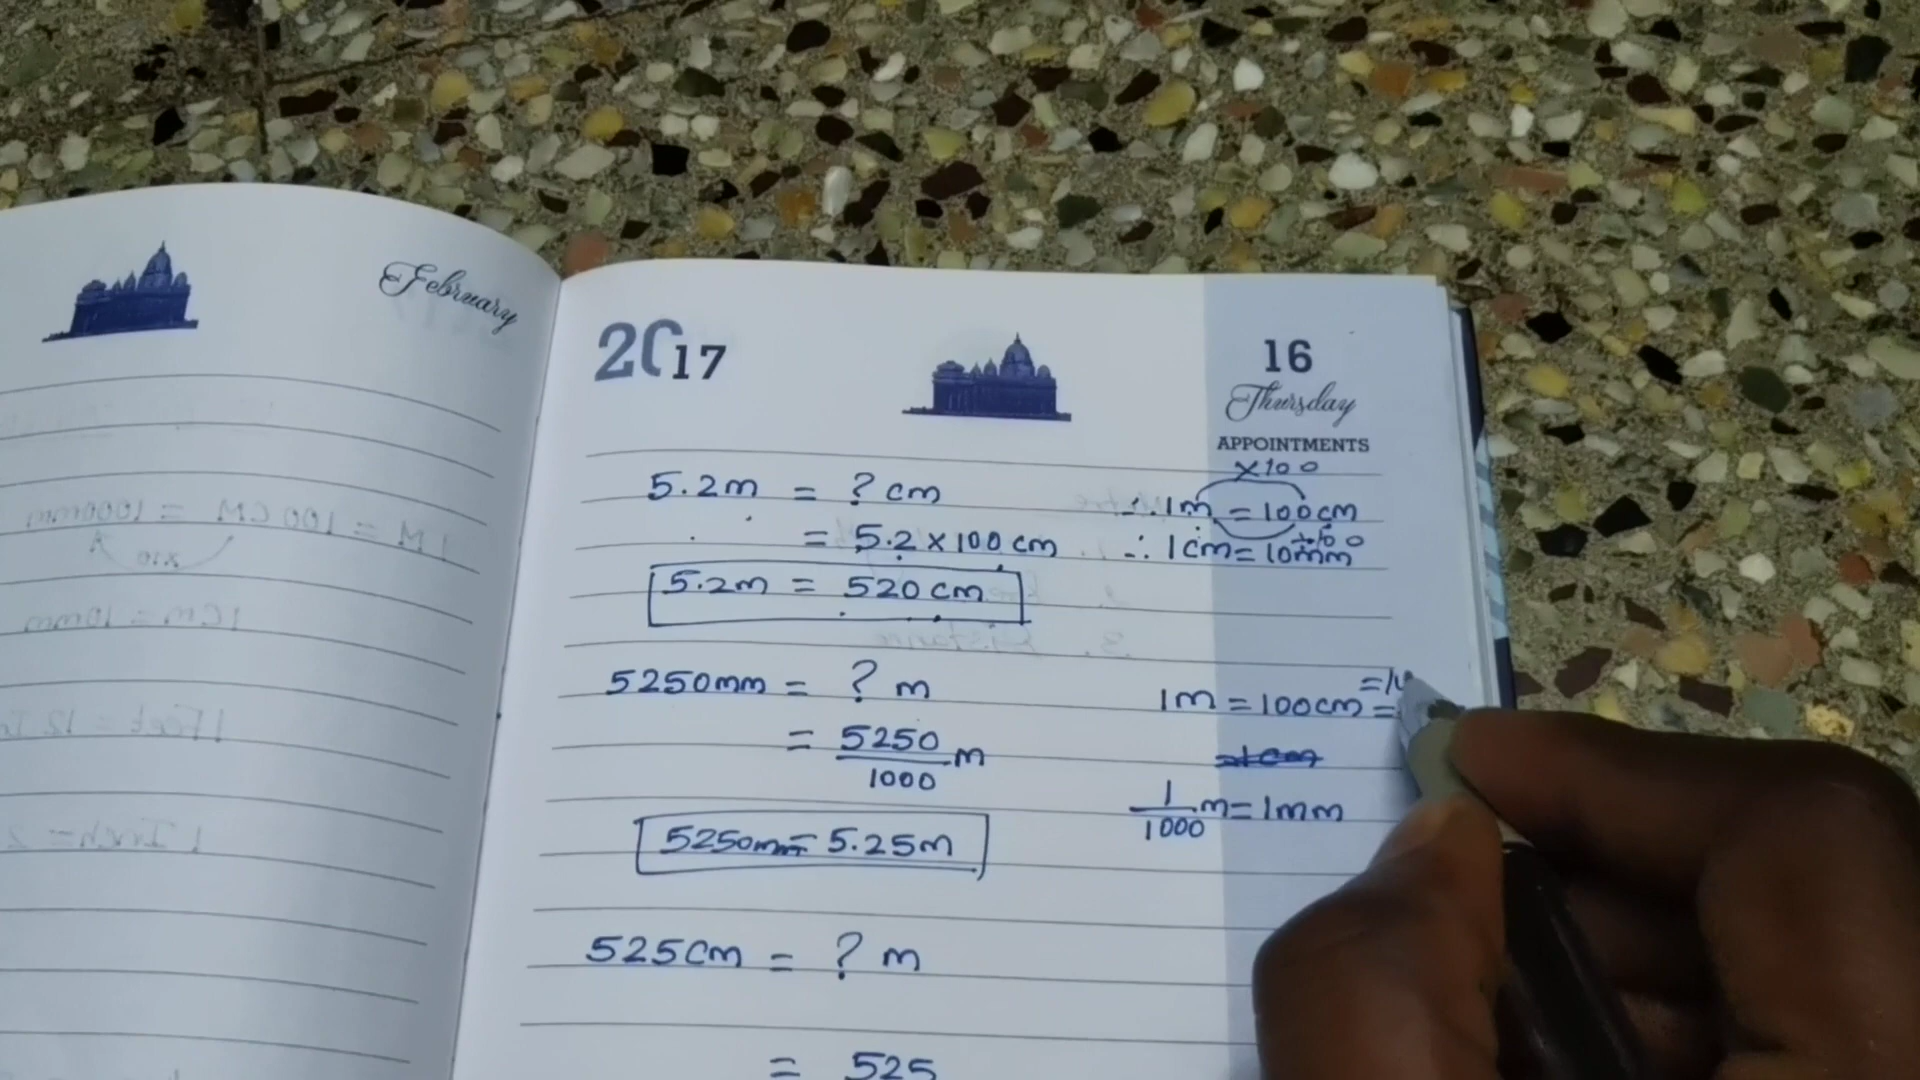 February
2017
16
Thursday
APPOINTMENTS
×100
5.2m = ? cm
∴ 1m = 100cm
÷100
= 5.2 × 100 cm
∴ 1cm = 10mm
5.2m = 520 cm
5250mm = ? m
1m = 100cm =
= 5250/1000 m
1/1000 m = 1mm
5250mm = 5.25m
525cm = ? m
= 525